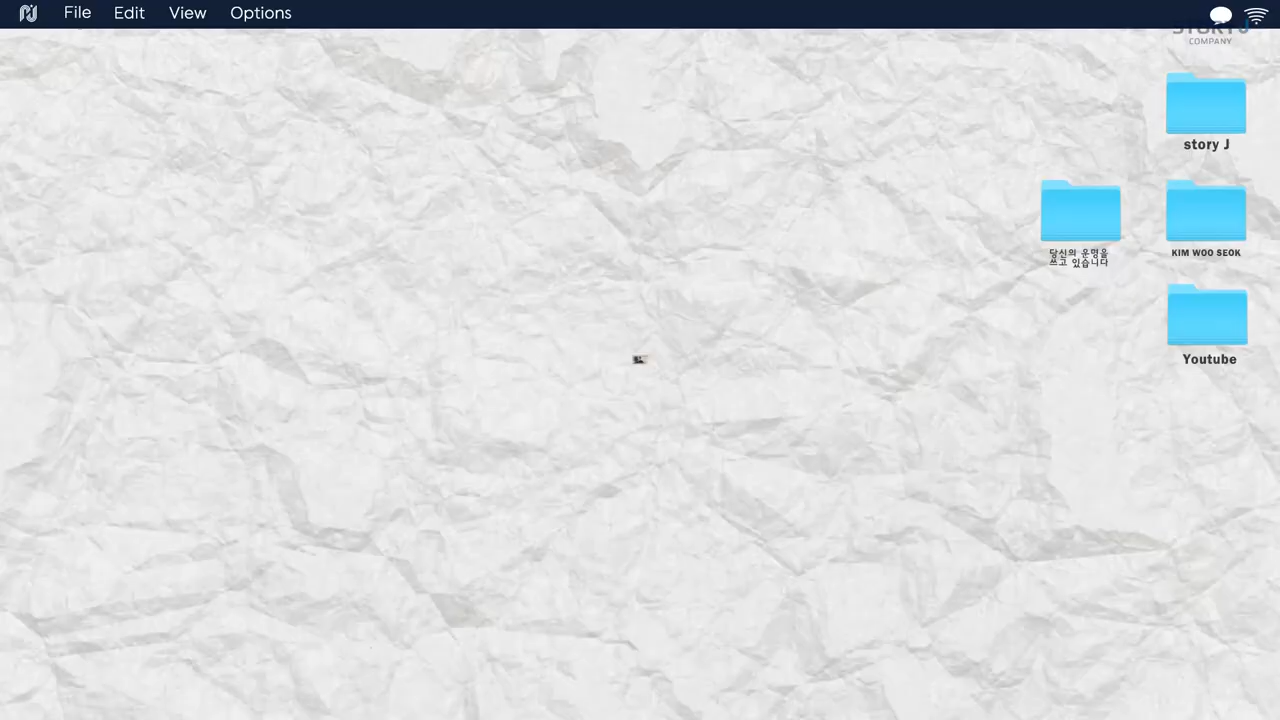 File Edit View Options
STORY J
COMPANY
story J
당신의 운명을
쓰고 있습니다
KIM WOO SEOK
Youtube